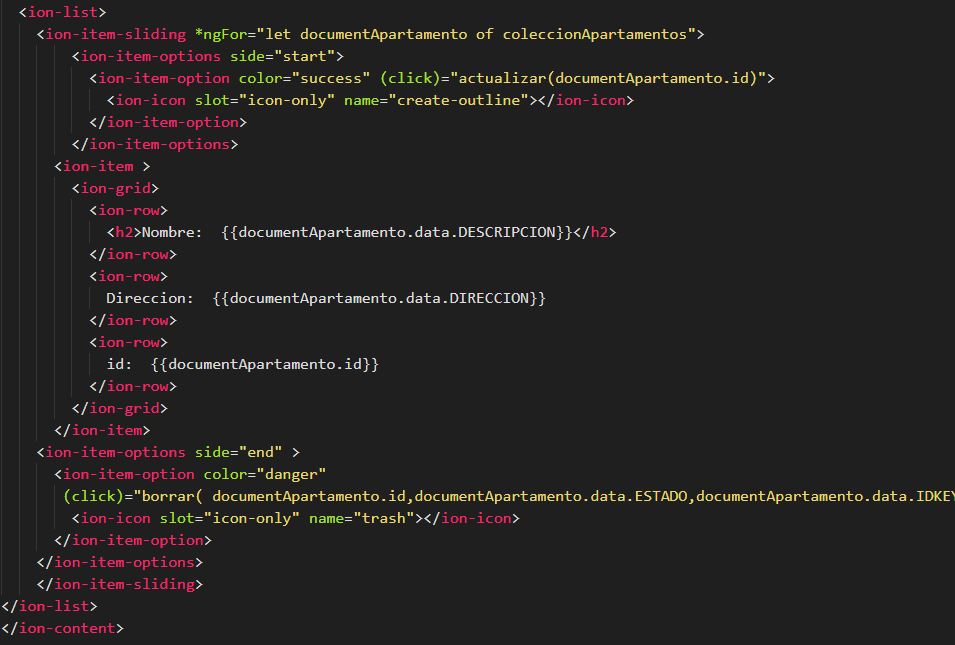 <ion-list>
<ion-item-sliding *ngFor="let documentApartamento of coleccionApartamentos">
<ion-item-options side="start">
<ion-item-option color="success" (click)="actualizar(documentApartamento.id)">
<ion-icon slot="icon-only" name="create-outline"></ion-icon>
</ion-item-option>
</ion-item-options>
<ion-item >
<ion-grid>
<ion-row>
<h2>Nombre:  {{documentApartamento.data.DESCRIPCION}}</h2>
</ion-row>
<ion-row>
Direccion:  {{documentApartamento.data.DIRECCION}}
</ion-row>
<ion-row>
id:  {{documentApartamento.id}}
</ion-row>
</ion-grid>
</ion-item>
<ion-item-options side="end" >
<ion-item-option color="danger"
(click)="borrar( documentApartamento.id,documentApartamento.data.ESTADO,documentApartamento.data.IDKEY
<ion-icon slot="icon-only" name="trash"></ion-icon>
</ion-item-option>
</ion-item-options>
</ion-item-sliding>
</ion-list>
</ion-content>